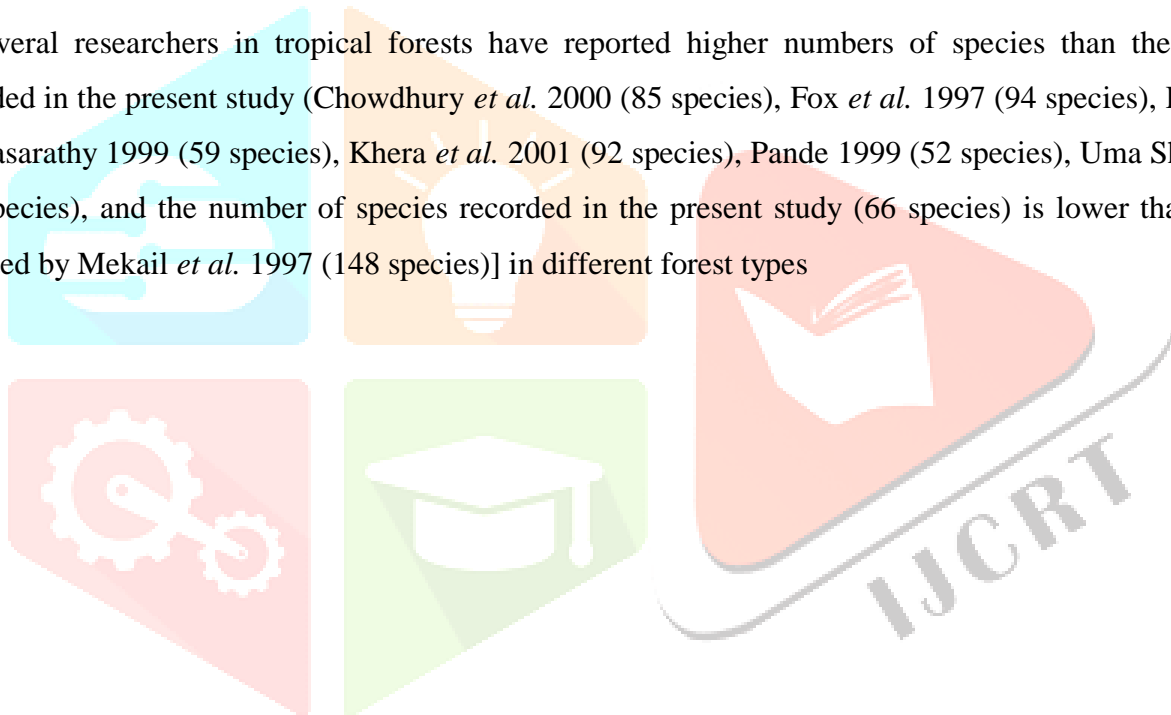 veral researchers in tropical forests have reported higher numbers of species than the
ded in the present study (Chowdhury et al. 2000 (85 species), Fox et al. 1997 (94 species), 
asarathy 1999 (59 species), Khera et al. 2001 (92 species), Pande 1999 (52 species), Uma
pecies), and the number of species recorded in the present study (66 species) is lower tha
ed by Mekail et al. 1997 (148 species)] in different forest types
IJCRT